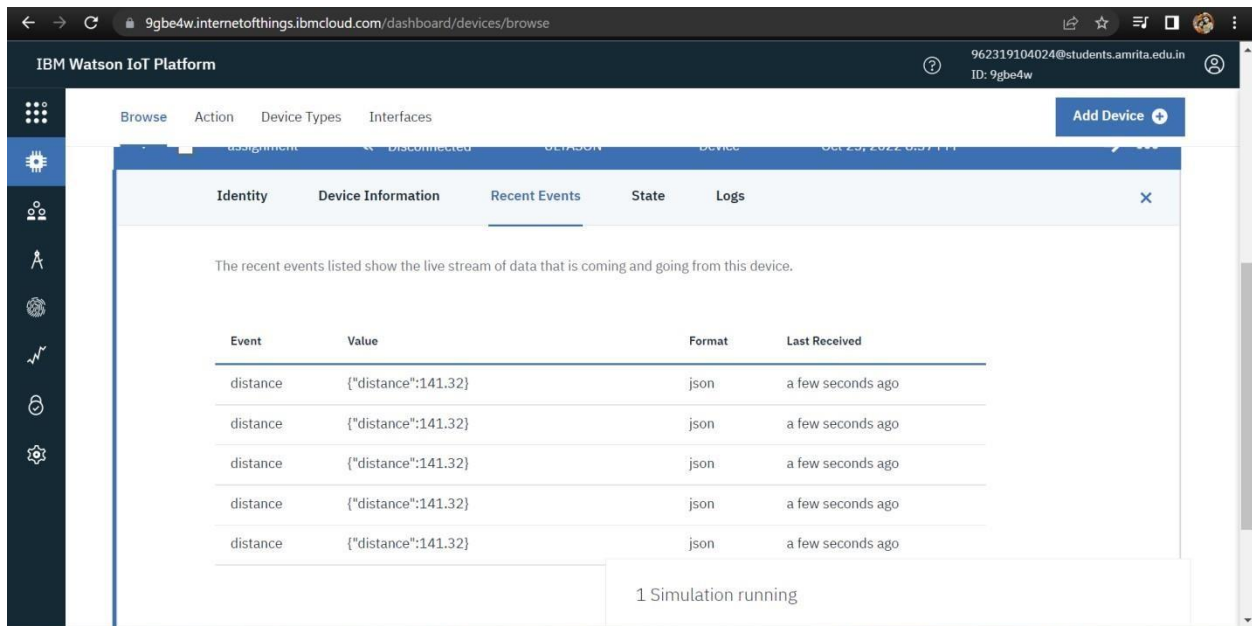 9gbe4w.internetofthings.ibmcloud.com/dashboard/devices/browse
IBM Watson IoT Platform
962319104024@students.amrita.edu.in
ID: 9gbe4w
Browse Action Device Types Interfaces
Add Device
assignment Disconnected Device
Identity Device Information Recent Events State Logs
The recent events listed show the live stream of data that is coming and going from this device.
Event Value Format Last Received
distance {"distance":141.32} json a few seconds ago
distance {"distance":141.32} json a few seconds ago
distance {"distance":141.32} json a few seconds ago
distance {"distance":141.32} json a few seconds ago
distance {"distance":141.32} json a few seconds ago
1 Simulation running